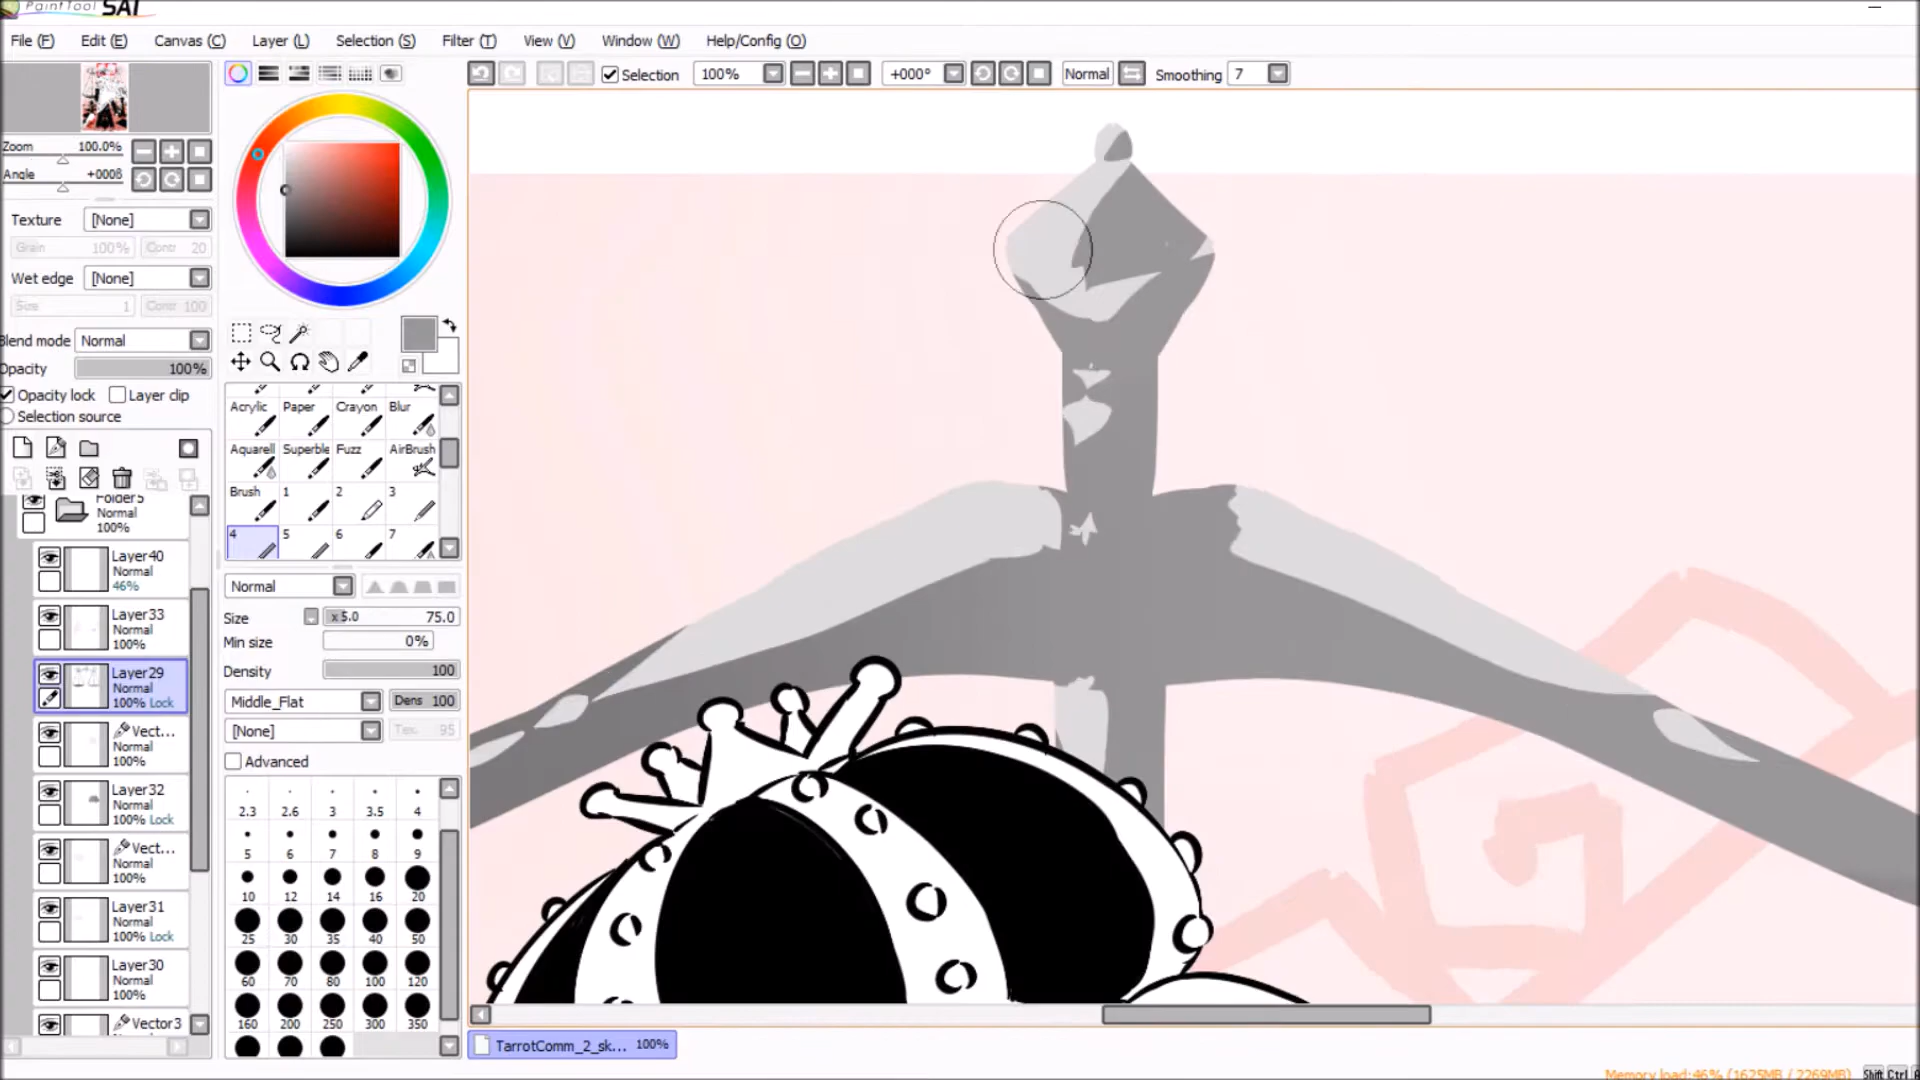 PaintTool SAI
File (F) Edit (E) Canvas (C) Layer (L) Selection (S) Filter (T) View (V) Window (W) Help/Config (O)
Selection 100% +000° Normal Smoothing 7
Zoom 100.0%
Angle +000ß
Texture [None]
Grain 100% Contr 20
Wet edge [None]
Size 1 Contr 100
Blend mode Normal
Opacity 100%
Opacity lock Layer clip
Selection source
Folder5
Normal
100%
Layer40
Normal
46%
Layer33
Normal
100%
Layer29
Normal
100% Lock
Vect...
Normal
100%
Layer32
Normal
100% Lock
Vect...
Normal
100%
Layer31
Normal
100% Lock
Layer30
Normal
100%
Vector3
Acrylic Paper Crayon Blur
Aquarell Superble Fuzz AirBrush
Brush 1 2 3
4 5 6 7
Normal
Size x5.0 75.0
Min size 0%
Density 100
Middle_Flat Dens 100
[None] Tex. 95
Advanced
2.3 2.6 3 3.5 4
5 6 7 8 9
10 12 14 16 20
25 30 35 40 50
60 70 80 100 120
160 200 250 300 350
TarrotComm_2_sk... 100%
Memory load:46% (1625MB / 2269MB) Shift Ctrl